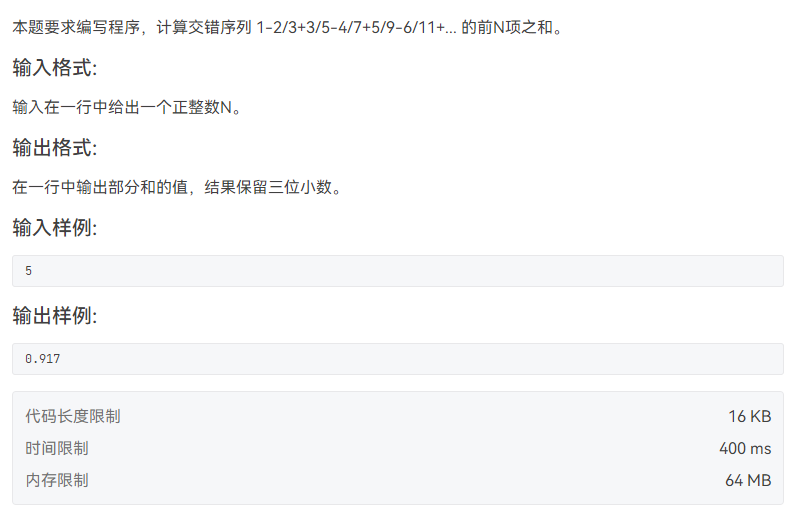 本题要求编写程序，计算交错序列 1-2/3+3/5-4/7+5/9-6/11+... 的前N项之和。
输入格式:
输入在一行中给出一个正整数N。
输出格式:
在一行中输出部分和的值，结果保留三位小数。
输入样例:
5
输出样例:
0.917
代码长度限制 16 KB
时间限制 400 ms
内存限制 64 MB